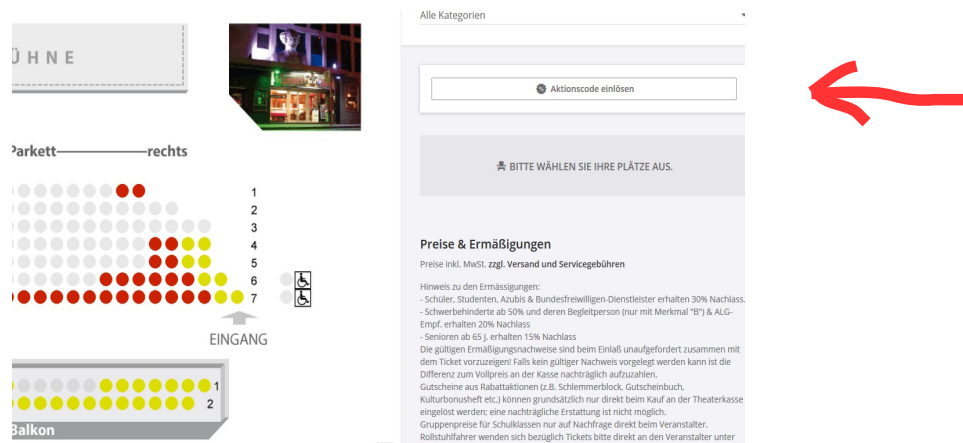 Alle Kategorien
ÜHNE
Aktionscode einlösen
Parkett
rechts
BITTE WÄHLEN SIE IHRE PLÄTZE AUS.
1
2
3
4
5
6
7
EINGANG
1
2
Balkon
Preise & Ermäßigungen
Preise inkl. MwSt. zzgl. Versand und Servicegebühren
Hinweis zu den Ermässigungen:
- Schüler, Studenten, Azubis & Bundesfreiwilligen-Dienstleister erhalten 30% Nachlass.
- Schwerbehinderte ab 50% und deren Begleitperson (nur mit Merkmal "B") & ALG-
Empf. erhalten 20% Nachlass
- Senioren ab 65 J. erhalten 15% Nachlass
Die gültigen Ermäßigungsnachweise sind beim Einlaß unaufgefordert zusammen mit
dem Ticket vorzuzeigen! Falls kein gültiger Nachweis vorgelegt werden kann ist die
Differenz zum Vollpreis an der Kasse nachträglich aufzuzahlen.
Gutscheine aus Rabattaktionen (z.B. Schlemmerblock, Gutscheinbuch,
Kulturbonusheft etc.) können grundsätzlich nur direkt beim Kauf an der Theaterkasse
eingelöst werden; eine nachträgliche Erstattung ist nicht möglich.
Gruppenpreise für Schulklassen nur auf Nachfrage direkt beim Veranstalter.
Rollstuhlfahrer wenden sich bezüglich Tickets bitte direkt an den Veranstalter unter